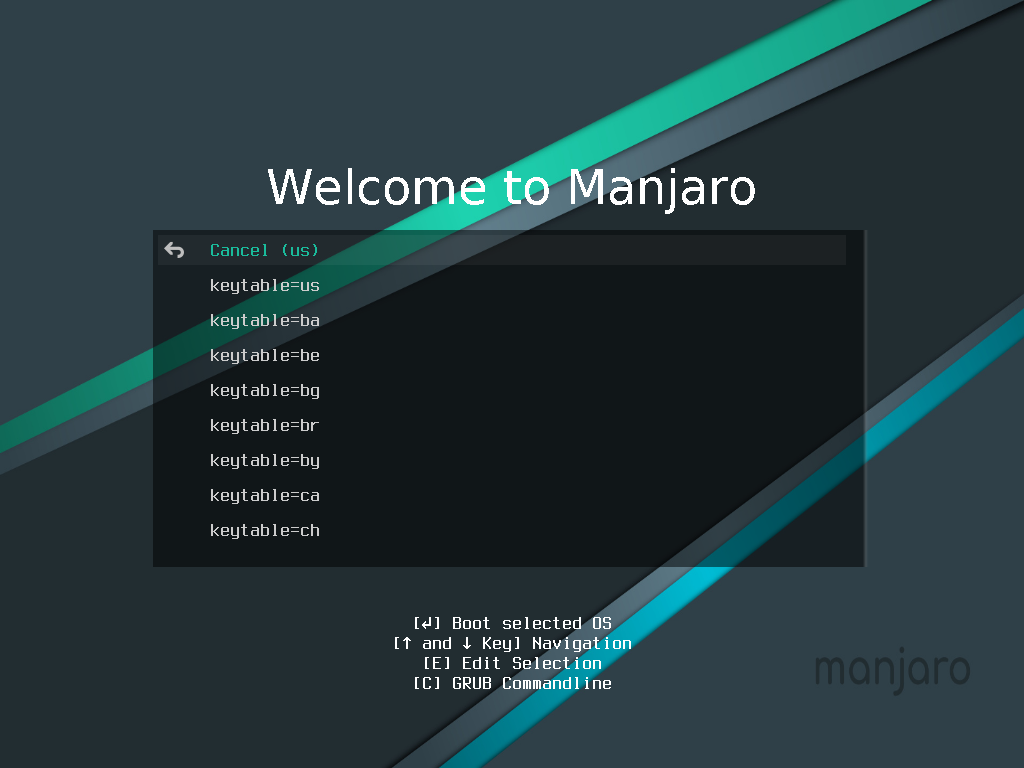 Welcome to Manjaro
Cancel (us)
keytable=us
keytable=ba
keytable=be
keytable=bg
keytable=br
keytable=by
keytable=ca
keytable=ch
[↲] Boot selected OS
[↑ and ↓ Key] Navigation
[E] Edit Selection
[C] GRUB Commandline
manjaro